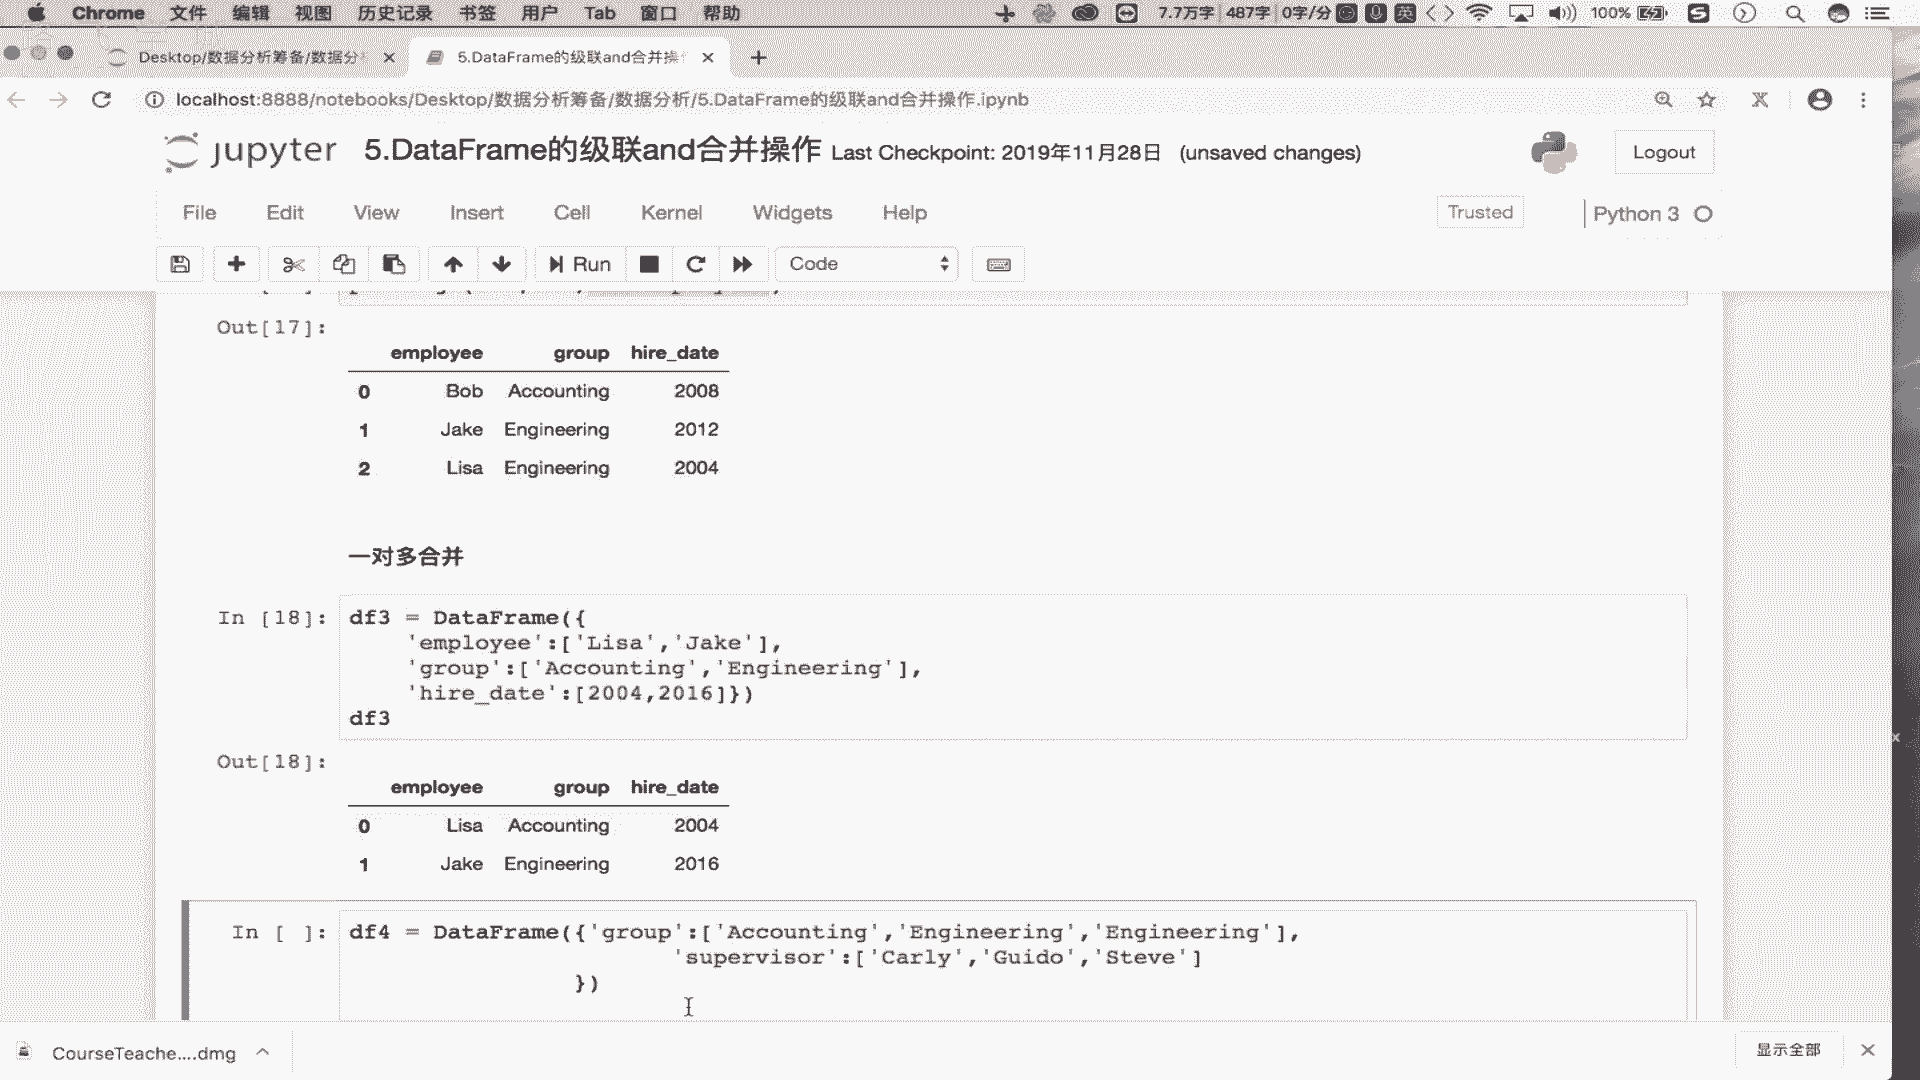 Chrome 文件 编辑 视图 历史记录 书签 用户 Tab 窗口 帮助 7.7万字 487字 0字/分 英 100%
Desktop/数据分析筹备/数据分 5.DataFrame的级联and合并操
localhost:8888/notebooks/Desktop/数据分析筹备/数据分析/5.DataFrame的级联and合并操作.ipynb
jupyter 5.DataFrame的级联and合并操作 Last Checkpoint: 2019年11月28日 (unsaved changes) Logout
File Edit View Insert Cell Kernel Widgets Help Trusted Python 3
Run Code
Out[17]:
employee group hire_date
0 Bob Accounting 2008
1 Jake Engineering 2012
2 Lisa Engineering 2004
一对多合并
In [18]: df3 = DataFrame({
'employee':['Lisa','Jake'],
'group':['Accounting','Engineering'],
'hire_date':[2004,2016]})
df3
Out[18]:
employee group hire_date
0 Lisa Accounting 2004
1 Jake Engineering 2016
In [ ]: df4 = DataFrame({'group':['Accounting','Engineering','Engineering'],
'supervisor':['Carly','Guido','Steve']
})
CourseTeache....dmg 显示全部